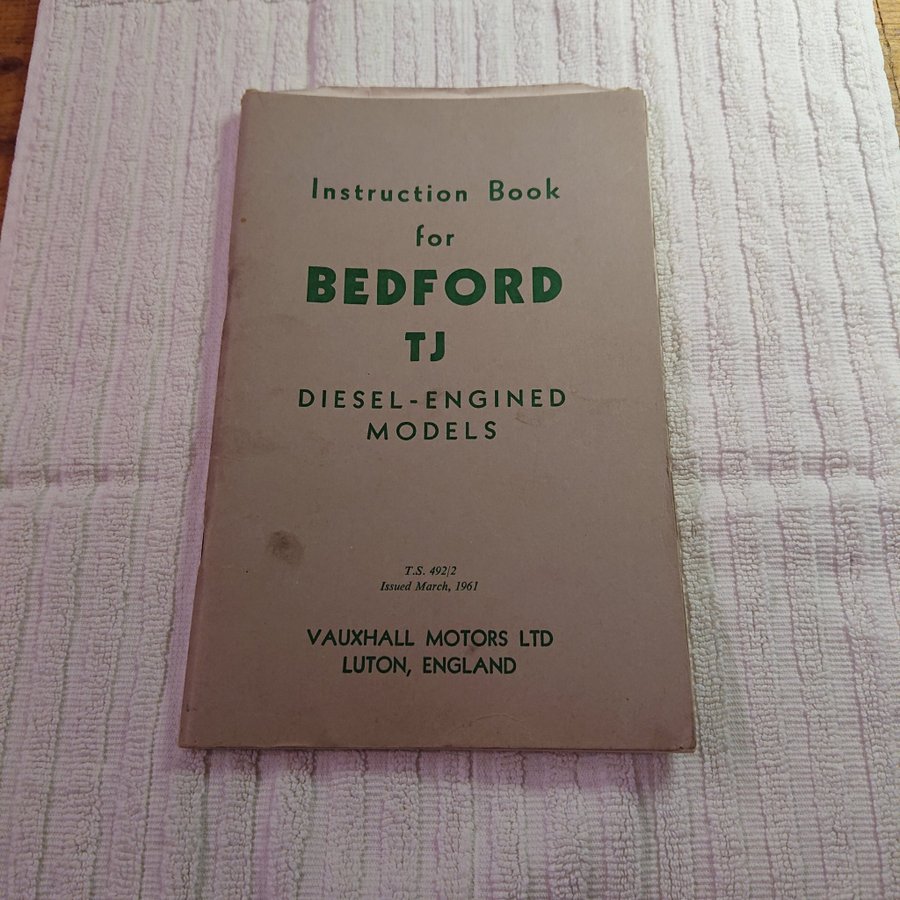 Instruction Book
for
BEDFORD
TJ
DIESEL-ENGINED
MODELS
T.S. 492/2
Issued March, 1961
VAUXHALL MOTORS LTD
LUTON, ENGLAND